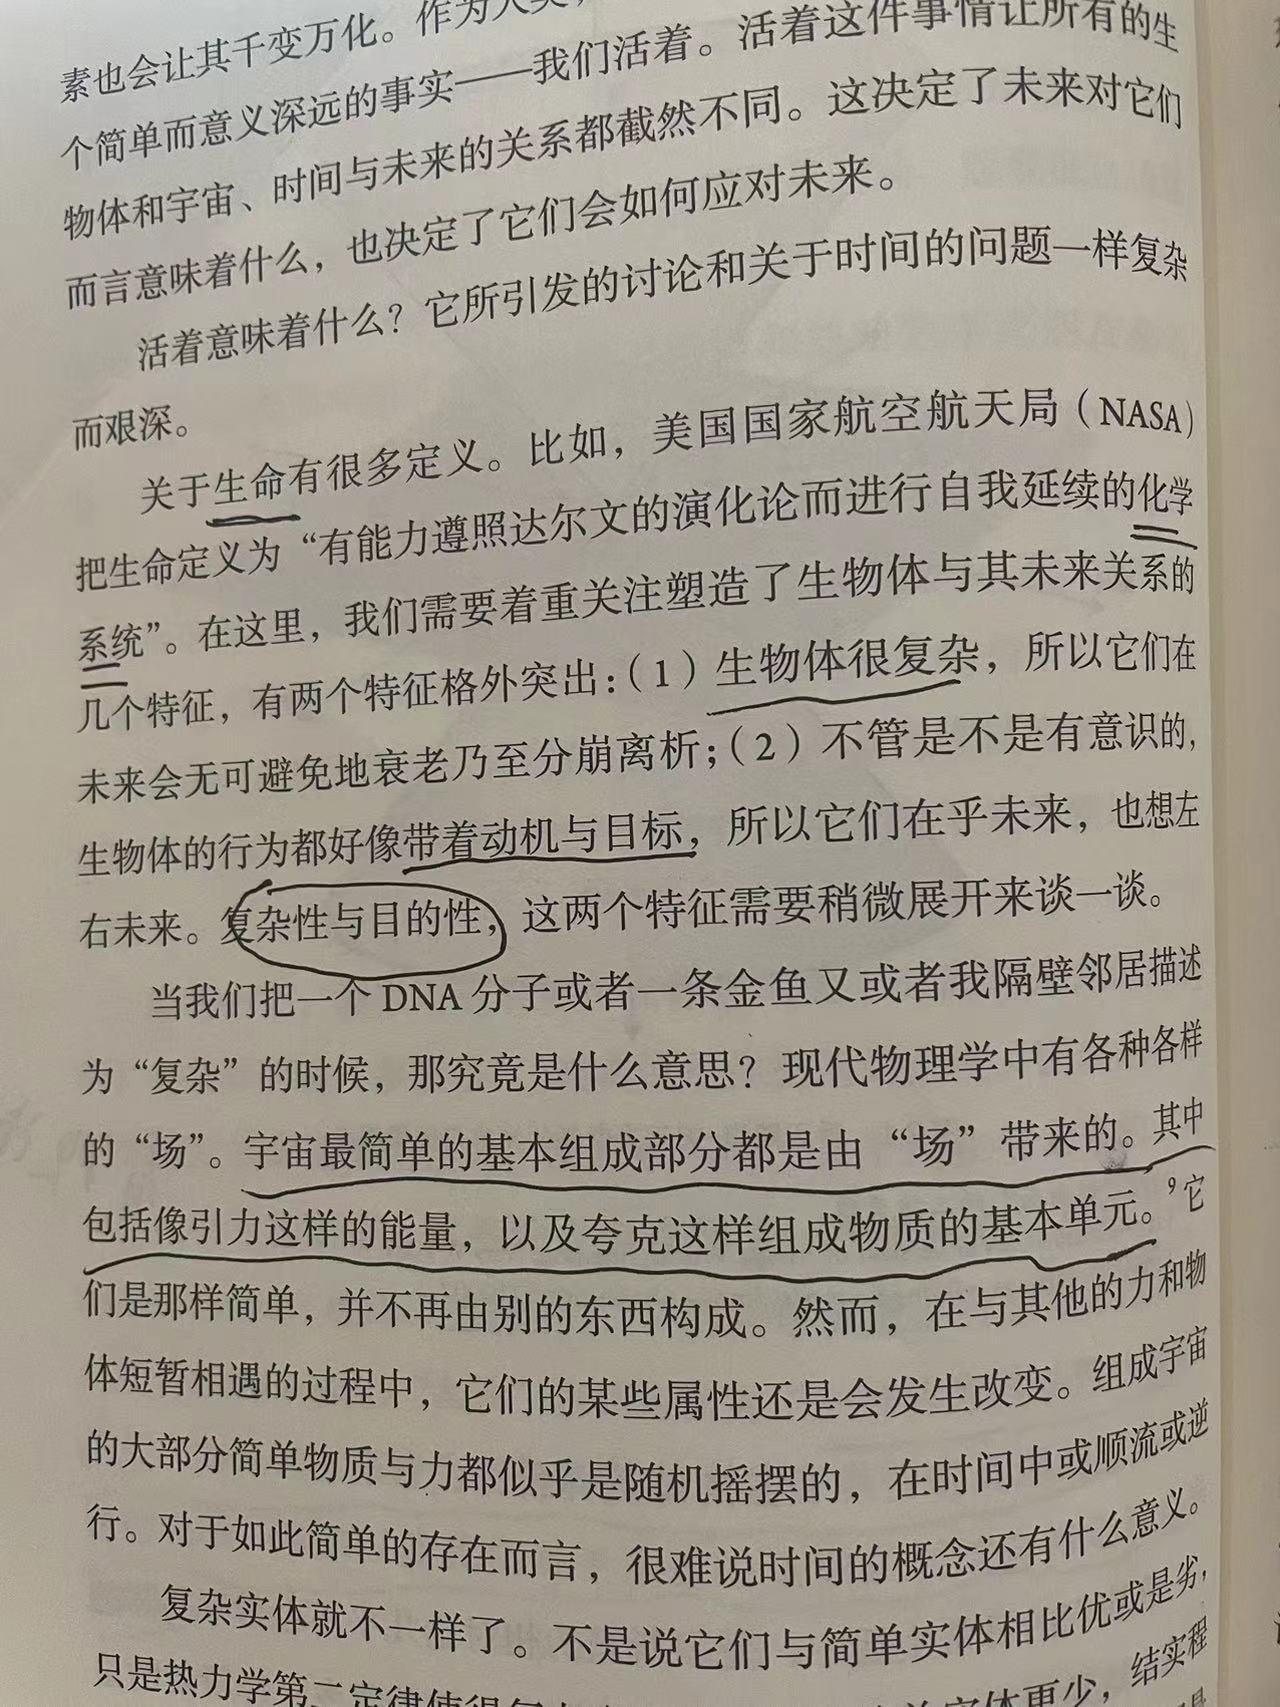 素也会让其千变万化。作为人类，
个简单而意义深远的事实——我们活着。活着这件事情让所有的生
物体和宇宙、时间与未来的关系都截然不同。这决定了未来对它们
而言意味着什么，也决定了它们会如何应对未来。
活着意味着什么？它所引发的讨论和关于时间的问题一样复杂
而艰深。
关于生命有很多定义。比如，美国国家航空航天局（NASA）
把生命定义为“有能力遵照达尔文的演化论而进行自我延续的化学
系统”。在这里，我们需要着重关注塑造了生物体与其未来关系的
几个特征，有两个特征格外突出：（1）生物体很复杂，所以它们在
未来会无可避免地衰老乃至分崩离析；（2）不管是不是有意识的，
生物体的行为都好像带着动机与目标，所以它们在乎未来，也想左
右未来。复杂性与目的性，这两个特征需要稍微展开来谈一谈。
当我们把一个DNA分子或者一条金鱼又或者我隔壁邻居描述
为“复杂”的时候，那究竟是什么意思？现代物理学中有各种各样
的“场”。宇宙最简单的基本组成部分都是由“场”带来的。其中
包括像引力这样的能量，以及夸克这样组成物质的基本单元。9它
们是那样简单，并不再由别的东西构成。然而，在与其他的力和物
体短暂相遇的过程中，它们的某些属性还是会发生改变。组成宇宙
的大部分简单物质与力都似乎是随机摇摆的，在时间中或顺流或逆
行。对于如此简单的存在而言，很难说时间的概念还有什么意义。
复杂实体就不一样了。不是说它们与简单实体相比优或是劣，
只是热力学第二定律使得 实体更少，结实程